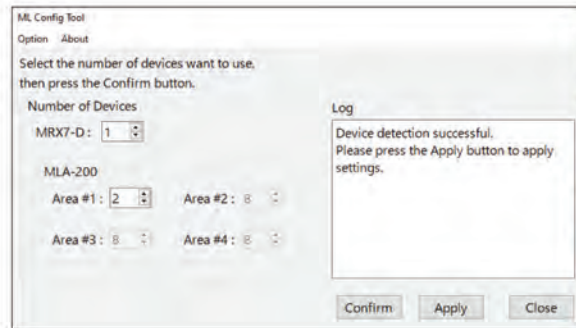 ML Config Tool
Option About
Select the number of devices want to use,
then press the Confirm button.
Number of Devices
MRX7-D : 1
MLA-200
Area #1 : 2 Area #2 : 8
Area #3 : 8 Area #4 : 8
Log
Device detection successful.
Please press the Apply button to apply
settings.
Confirm Apply Close